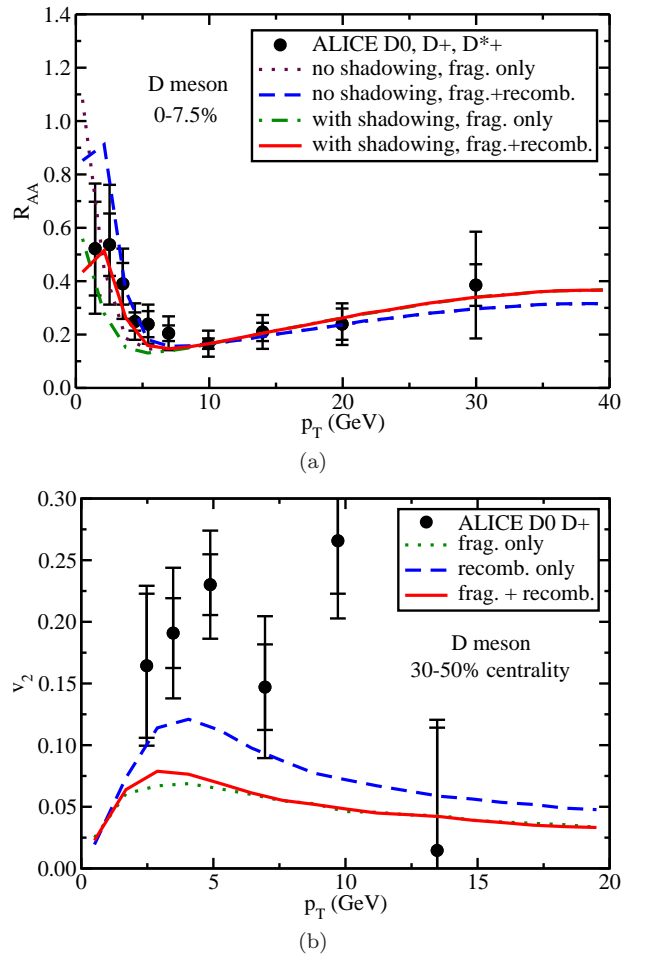 ALICE D0, D+, D*+
no shadowing, frag. only
no shadowing, frag.+recomb.
with shadowing, frag. only
with shadowing, frag.+recomb.
D meson
0-7.5%
1.4
1.2
1.0
0.8
0.6
0.4
0.2
0.0
R_AA
0 10 20 30 40
p_T (GeV)
(a)
ALICE D0 D+
frag. only
recomb. only
frag. + recomb.
D meson
30-50% centrality
0.30
0.25
0.20
0.15
0.10
0.05
0.00
v_2
0 5 10 15 20
p_T (GeV)
(b)